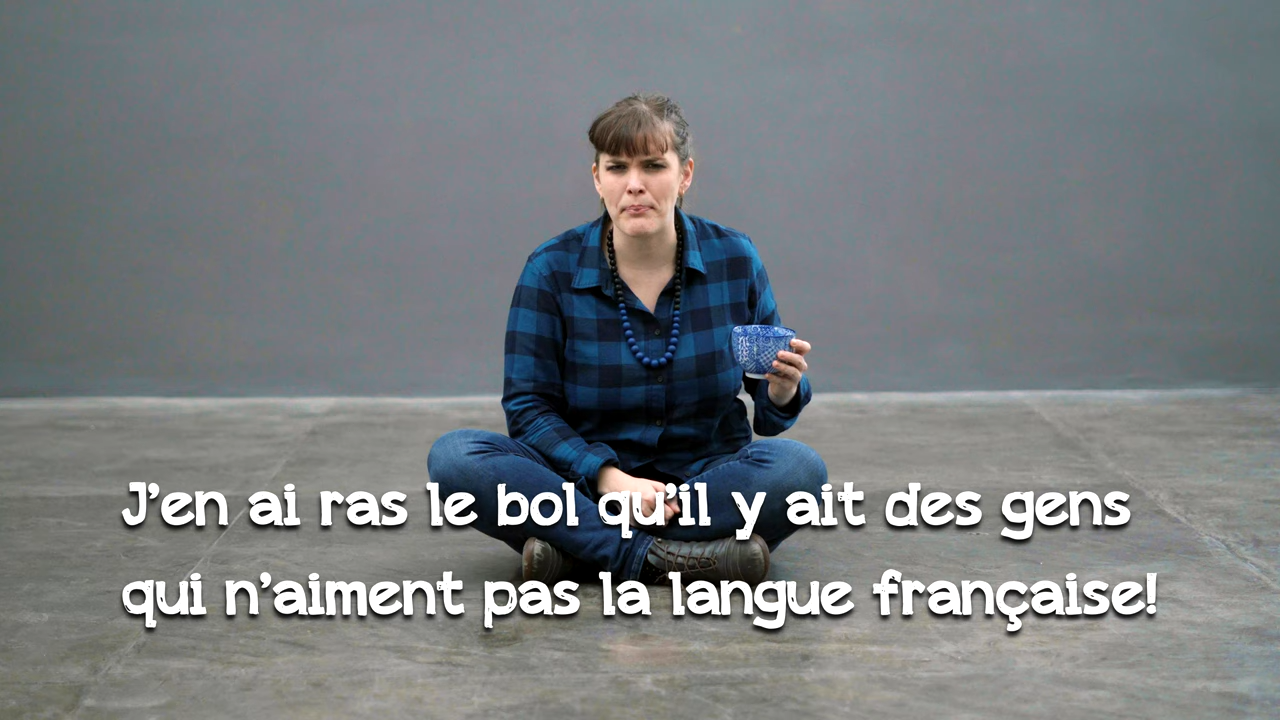 J'en ai ras le bol qu'il y ait des gens
qui n'aiment pas la langue française!